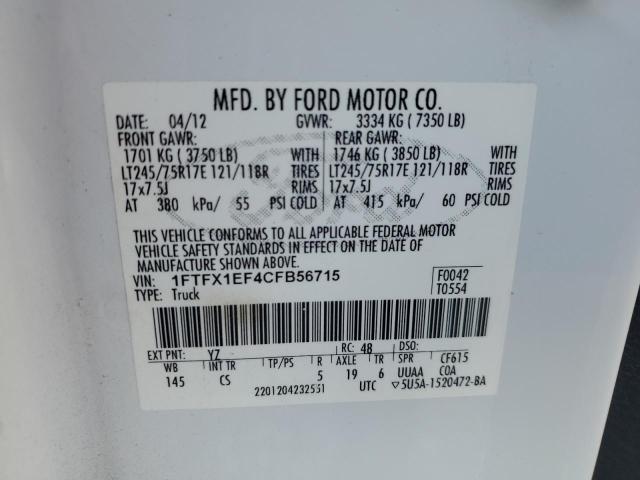 MFD. BY FORD MOTOR CO.
DATE: 04/12 GVWR: 3334 KG ( 7350 LB)
FRONT GAWR: REAR GAWR:
1701 KG ( 3750 LB) WITH 1746 KG ( 3850 LB) WITH
LT245/75R17E 121/118R TIRES LT245/75R17E 121/118R TIRES
17x7.5J RIMS 17x7.5J RIMS
AT 380 kPa/ 55 PSI COLD AT 415 kPa/ 60 PSI COLD
THIS VEHICLE CONFORMS TO ALL APPLICABLE FEDERAL MOTOR
VEHICLE SAFETY STANDARDS IN EFFECT ON THE DATE OF
MANUFACTURE SHOWN ABOVE.
VIN: 1FTFX1EF4CFB56715 F0042
TYPE: Truck T0554
EXT PNT: YZ RC: 48 DSO:
WB INT TR TP/PS R AXLE TR SPR CF615
145 CS 5 19 6 UUAA COA
2201204232531 UTC ▽5U5A-1520472-BA